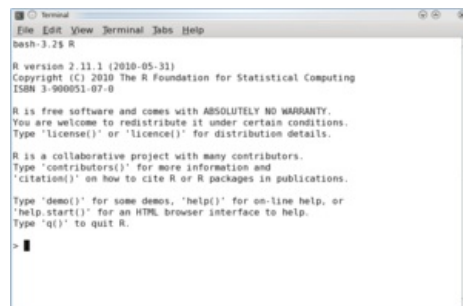 Terminal
File Edit View Terminal Tabs Help
bash-3.2$ R
R version 2.11.1 (2010-05-31)
Copyright (C) 2010 The R Foundation for Statistical Computing
ISBN 3-900051-07-0
R is free software and comes with ABSOLUTELY NO WARRANTY.
You are welcome to redistribute it under certain conditions.
Type 'license()' or 'licence()' for distribution details.
R is a collaborative project with many contributors.
Type 'contributors()' for more information and
'citation()' on how to cite R or R packages in publications.
Type 'demo()' for some demos, 'help()' for on-line help, or
'help.start()' for an HTML browser interface to help.
Type 'q()' to quit R.
>